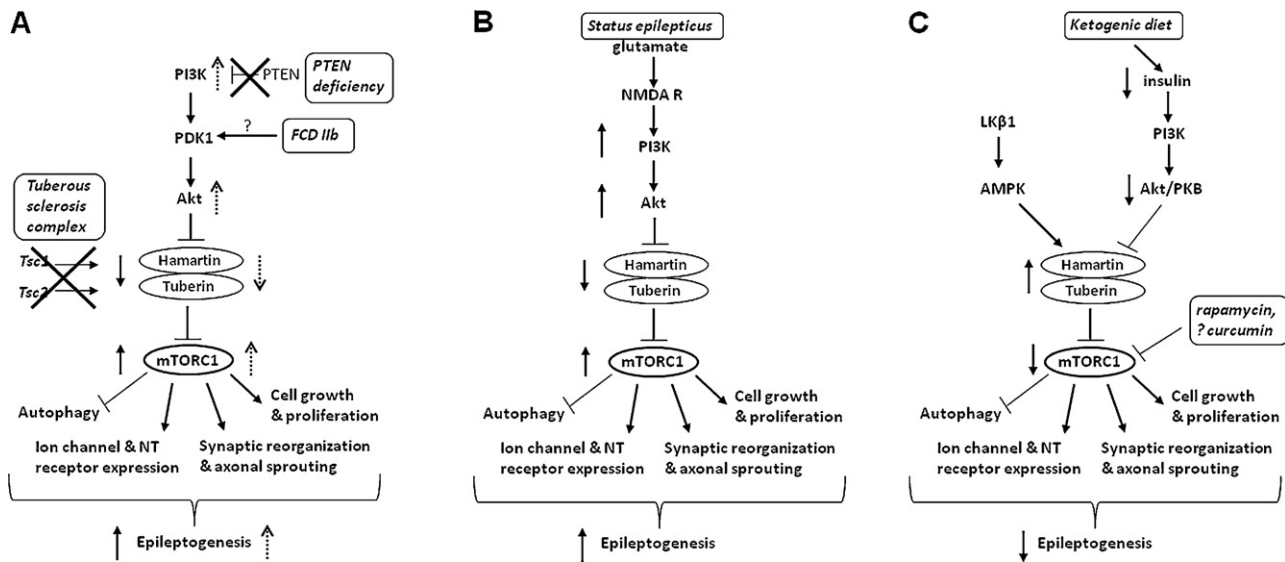 A
PI3K
PTEN
PTEN
deficiency
PDK1
?
FCD IIb
Akt
Tuberous
sclerosis
complex
Tsc1
Tsc2
Hamartin
Tuberin
mTORC1
Autophagy
Cell growth
& proliferation
Ion channel & NT
receptor expression
Synaptic reorganization
& axonal sprouting
Epileptogenesis
B
Status epilepticus
glutamate
NMDA R
PI3K
Akt
Hamartin
Tuberin
mTORC1
Autophagy
Cell growth
& proliferation
Ion channel & NT
receptor expression
Synaptic reorganization
& axonal sprouting
Epileptogenesis
C
Ketogenic diet
insulin
LKβ1
PI3K
AMPK
Akt/PKB
Hamartin
Tuberin
rapamycin,
? curcumin
mTORC1
Autophagy
Cell growth
& proliferation
Ion channel & NT
receptor expression
Synaptic reorganization
& axonal sprouting
Epileptogenesis